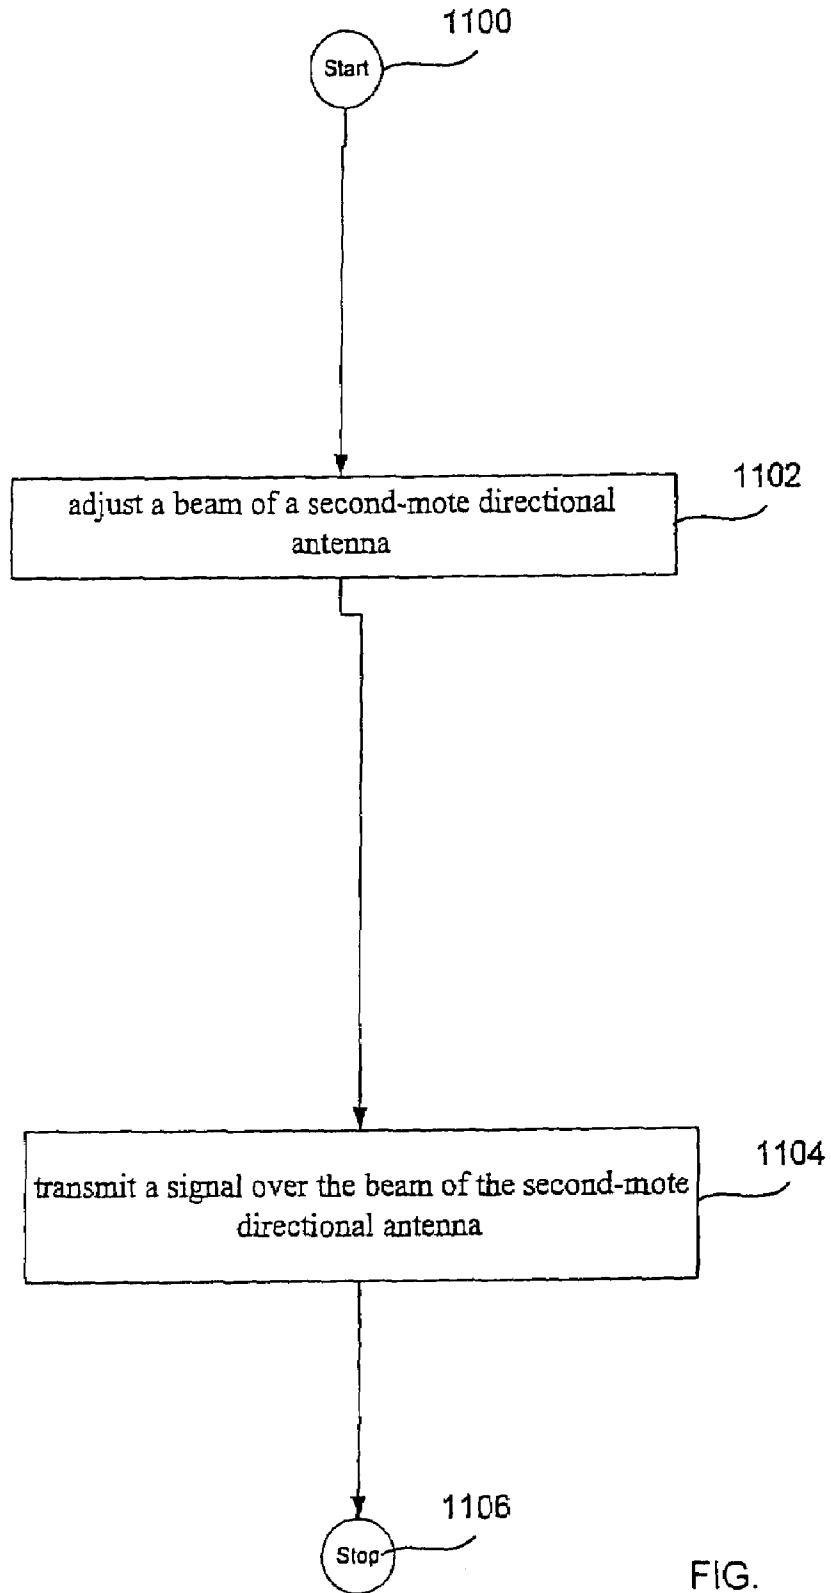 1100
Start
1102
adjust a beam of a second-mote directional
antenna
1104
transmit a signal over the beam of the second-mote
directional antenna
1106
Stop
FIG.